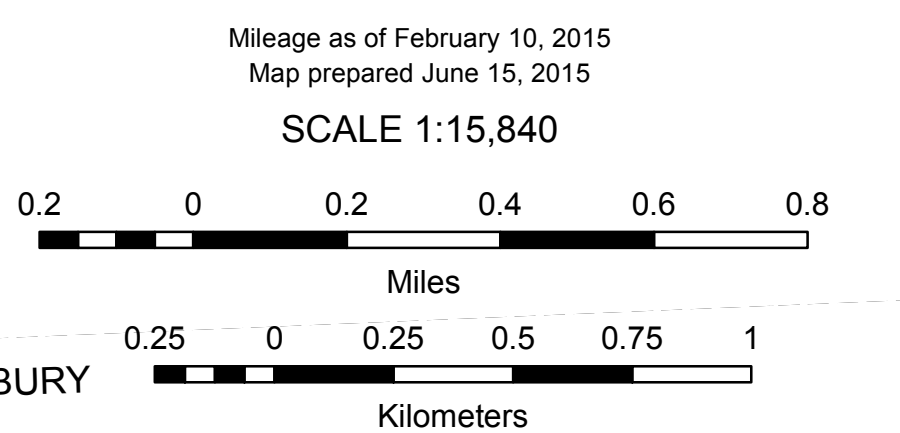 Mileage as of February 10, 2015
Map prepared June 15, 2015
SCALE 1:15,840
0.2 0 0.2 0.4 0.6 0.8
Miles
0.25 0 0.25 0.5 0.75 1
BURY
Kilometers